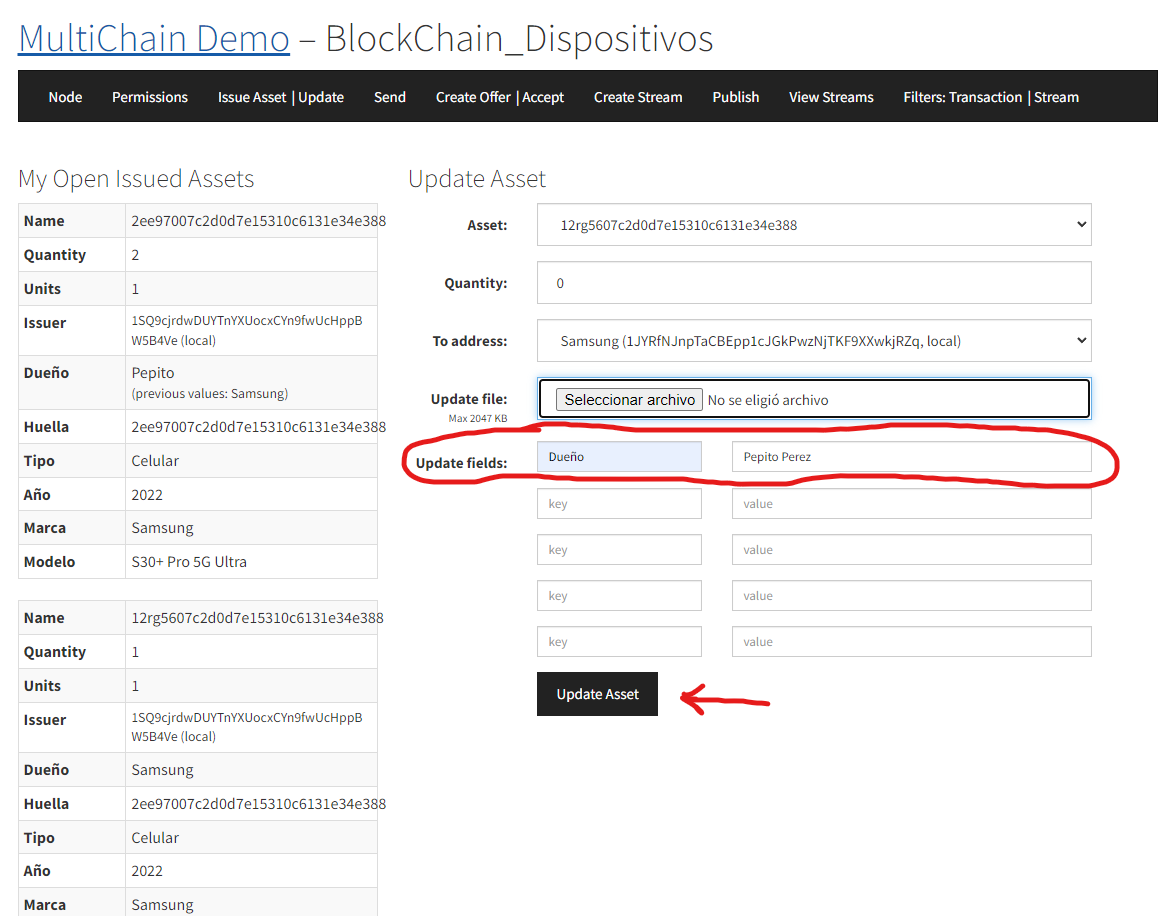 MultiChain Demo – BlockChain_Dispositivos
Node Permissions Issue Asset | Update Send Create Offer | Accept Create Stream Publish View Streams Filters: Transaction | Stream
My Open Issued Assets
Name 2ee97007c2d0d7e15310c6131e34e388
Quantity 2
Units 1
Issuer 1SQ9cjrdwDUYTnYXUocxCYn9fwUcHppB
W5B4Ve (local)
Dueño Pepito
(previous values: Samsung)
Huella 2ee97007c2d0d7e15310c6131e34e388
Tipo Celular
Año 2022
Marca Samsung
Modelo S30+ Pro 5G Ultra
Name 12rg5607c2d0d7e15310c6131e34e388
Quantity 1
Units 1
Issuer 1SQ9cjrdwDUYTnYXUocxCYn9fwUcHppB
W5B4Ve (local)
Dueño Samsung
Huella 2ee97007c2d0d7e15310c6131e34e388
Tipo Celular
Año 2022
Marca Samsung
Update Asset
Asset: 12rg5607c2d0d7e15310c6131e34e388
Quantity: 0
To address: Samsung (1JYRfNJnpTaCBEpp1cJGkPwzNjTKF9XXwkjRZq, local)
Update file: Seleccionar archivo No se eligió archivo
Max 2047 KB
Update fields: Dueño Pepito Perez
key value
key value
key value
key value
Update Asset